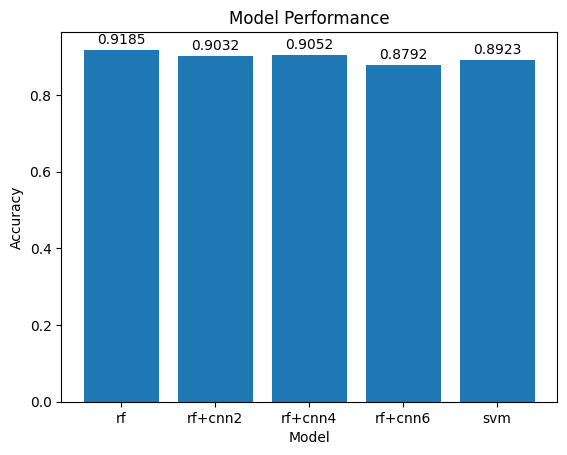 Model Performance
0.9185
0.9032
0.9052
0.8792
0.8923
Accuracy
0.8
0.6
0.4
0.2
0.0
rf
rf+cnn2
rf+cnn4
rf+cnn6
svm
Model